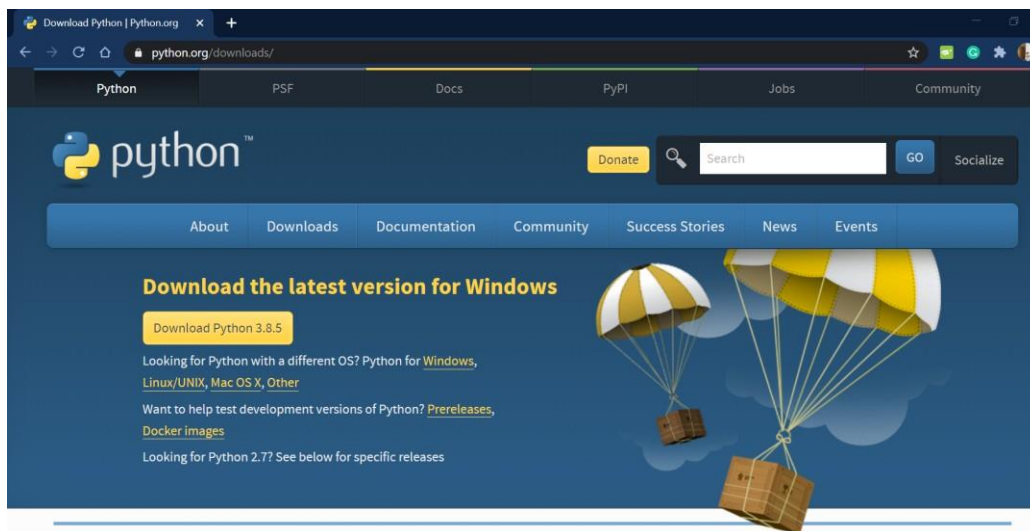 Download Python | Python.org
python.org/downloads/
Python PSF Docs PyPI Jobs Community
python™
Donate Search GO Socialize
About Downloads Documentation Community Success Stories News Events
Download the latest version for Windows
Download Python 3.8.5
Looking for Python with a different OS? Python for Windows,
Linux/UNIX, Mac OS X, Other
Want to help test development versions of Python? Prereleases,
Docker images
Looking for Python 2.7? See below for specific releases